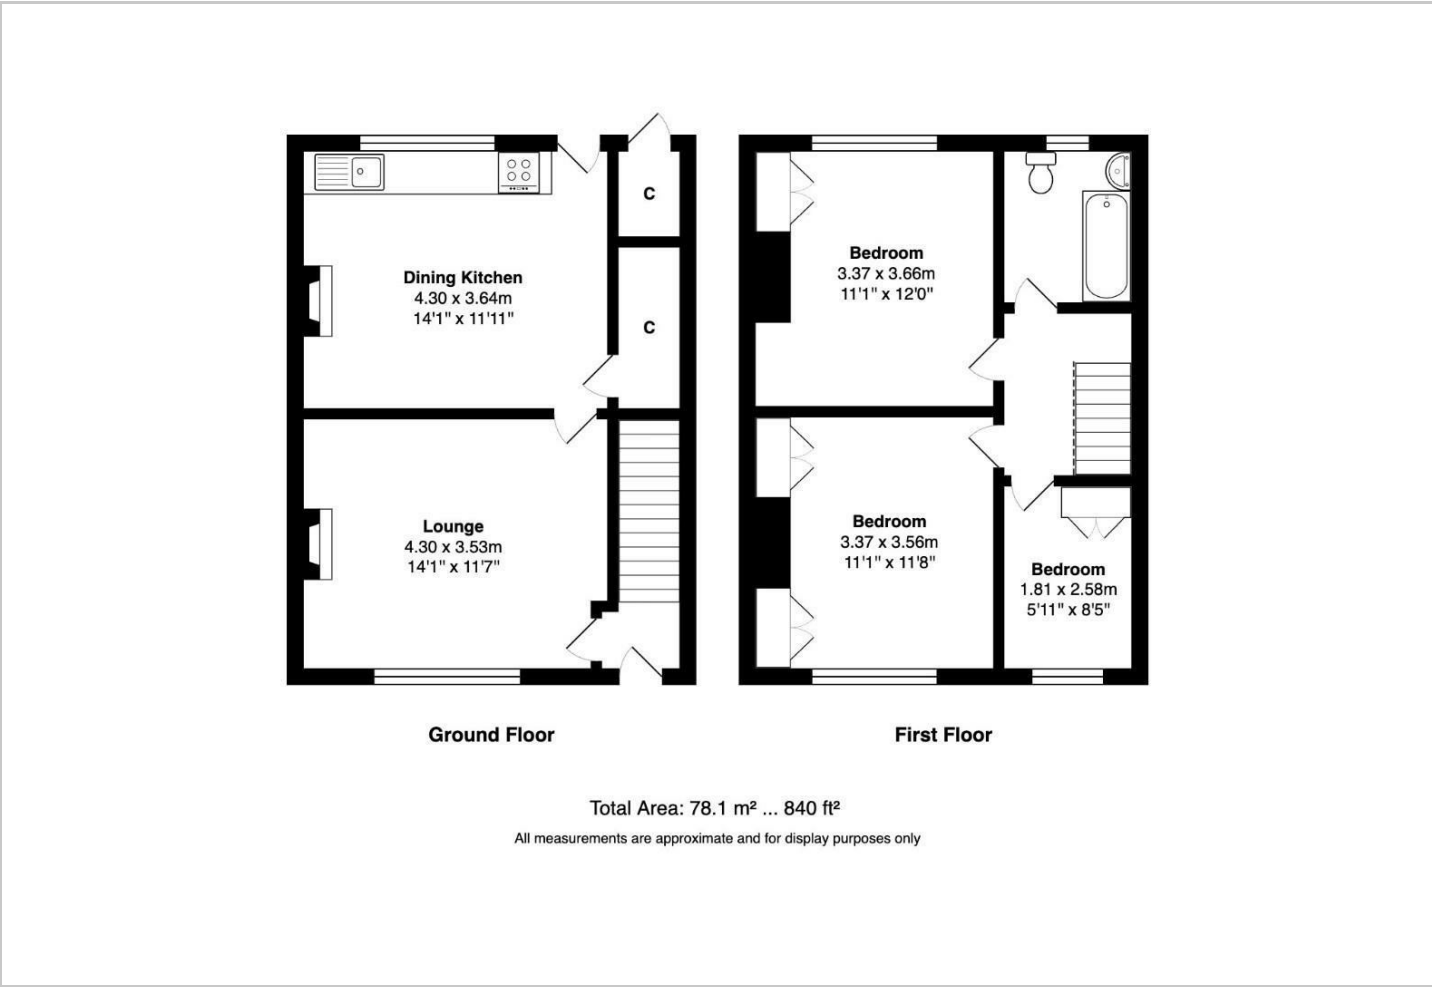 C
Dining Kitchen
4.30 x 3.64m
14'1" x 11'11"
C
Lounge
4.30 x 3.53m
14'1" x 11'7"
Bedroom
3.37 x 3.66m
11'1" x 12'0"
Bedroom
3.37 x 3.56m
11'1" x 11'8"
Bedroom
1.81 x 2.58m
5'11" x 8'5"
Ground Floor
First Floor
Total Area: 78.1 m² ... 840 ft²
All measurements are approximate and for display purposes only